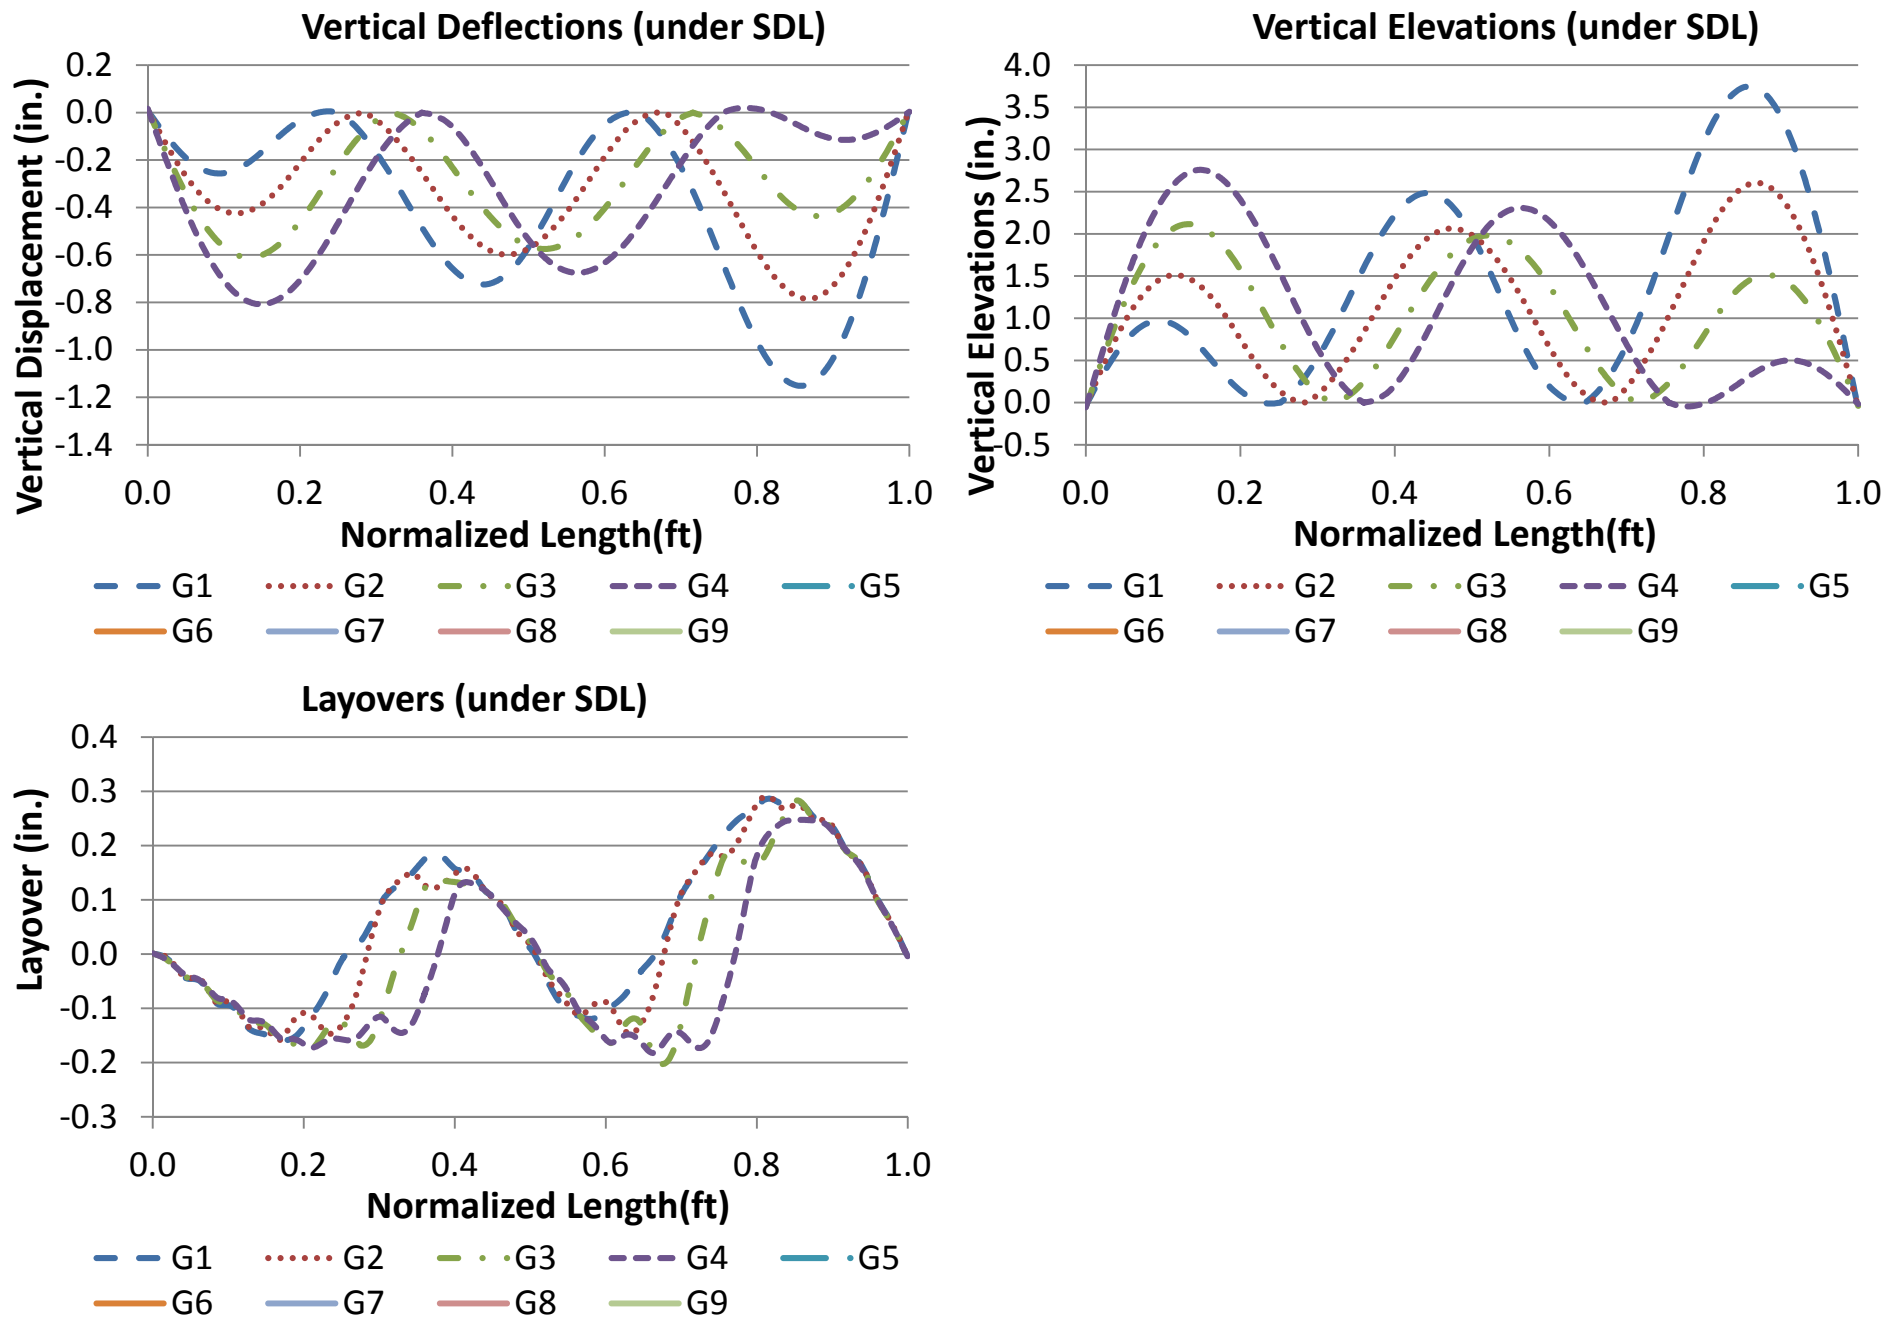 Vertical Deflections (under SDL)
Vertical Displacement (in.)
0.2
0.0
-0.2
-0.4
-0.6
-0.8
-1.0
-1.2
-1.4
0.0 0.2 0.4 0.6 0.8 1.0
Normalized Length(ft)
G1 G2 G3 G4 G5
G6 G7 G8 G9
Vertical Elevations (under SDL)
Vertical Elevations (in.)
4.0
3.5
3.0
2.5
2.0
1.5
1.0
0.5
0.0
-0.5
0.0 0.2 0.4 0.6 0.8 1.0
Normalized Length(ft)
G1 G2 G3 G4 G5
G6 G7 G8 G9
Layovers (under SDL)
Layover (in.)
0.4
0.3
0.2
0.1
0.0
-0.1
-0.2
-0.3
0.0 0.2 0.4 0.6 0.8 1.0
Normalized Length(ft)
G1 G2 G3 G4 G5
G6 G7 G8 G9